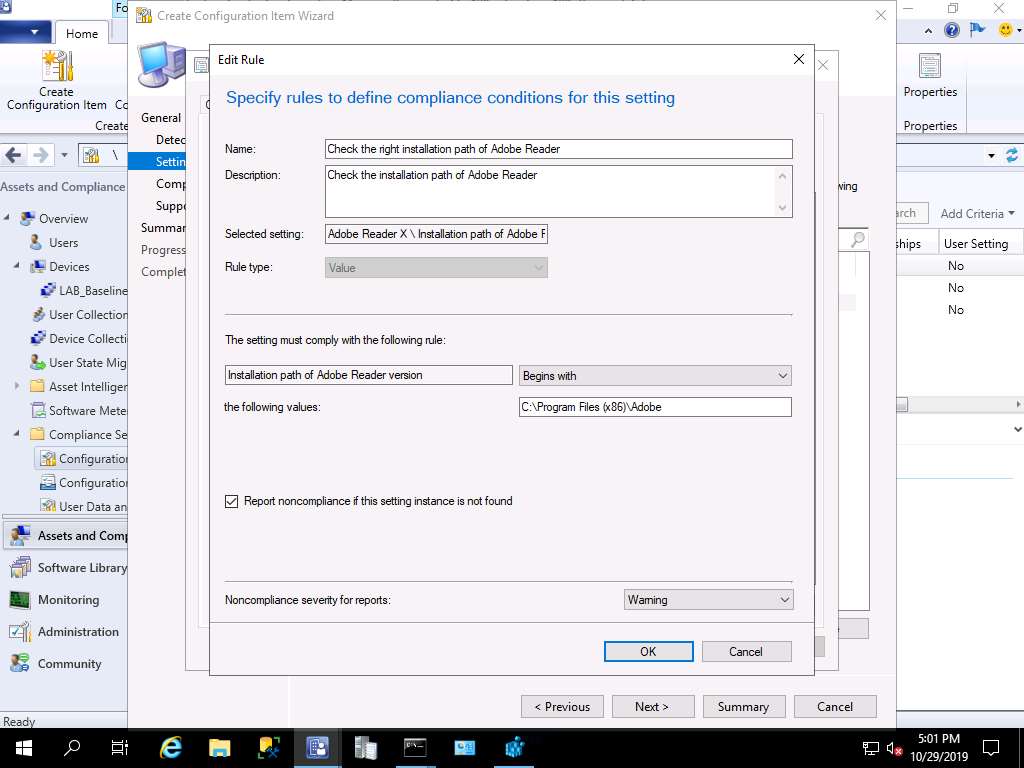 Fo
Create Configuration Item Wizard
Home
Create
Configuration Item
Co
Create
Properties
Properties
\
Assets and Compliance
Overview
Users
Devices
LAB_Baseline
User Collection
Device Collecti
User State Mig
Asset Intelliger
Software Mete
Compliance Se
Configuratio
Configuration
User Data an
Assets and Comp
Software Library
Monitoring
Administration
Community
Ready
General
Detec
Settin
Comp
Suppo
Summar
Progress
Complet
Edit Rule
Specify rules to define compliance conditions for this setting
Name:
Check the right installation path of Adobe Reader
Description:
Check the installation path of Adobe Reader
Selected setting:
Adobe Reader X \ Installation path of Adobe R
Rule type:
Value
The setting must comply with the following rule:
Installation path of Adobe Reader version
Begins with
the following values:
C:\Program Files (x86)\Adobe
Report noncompliance if this setting instance is not found
Noncompliance severity for reports:
Warning
OK
Cancel
wing
arch
Add Criteria
ships
User Setting
No
No
No
< Previous
Next >
Summary
Cancel
5:01 PM
10/29/2019